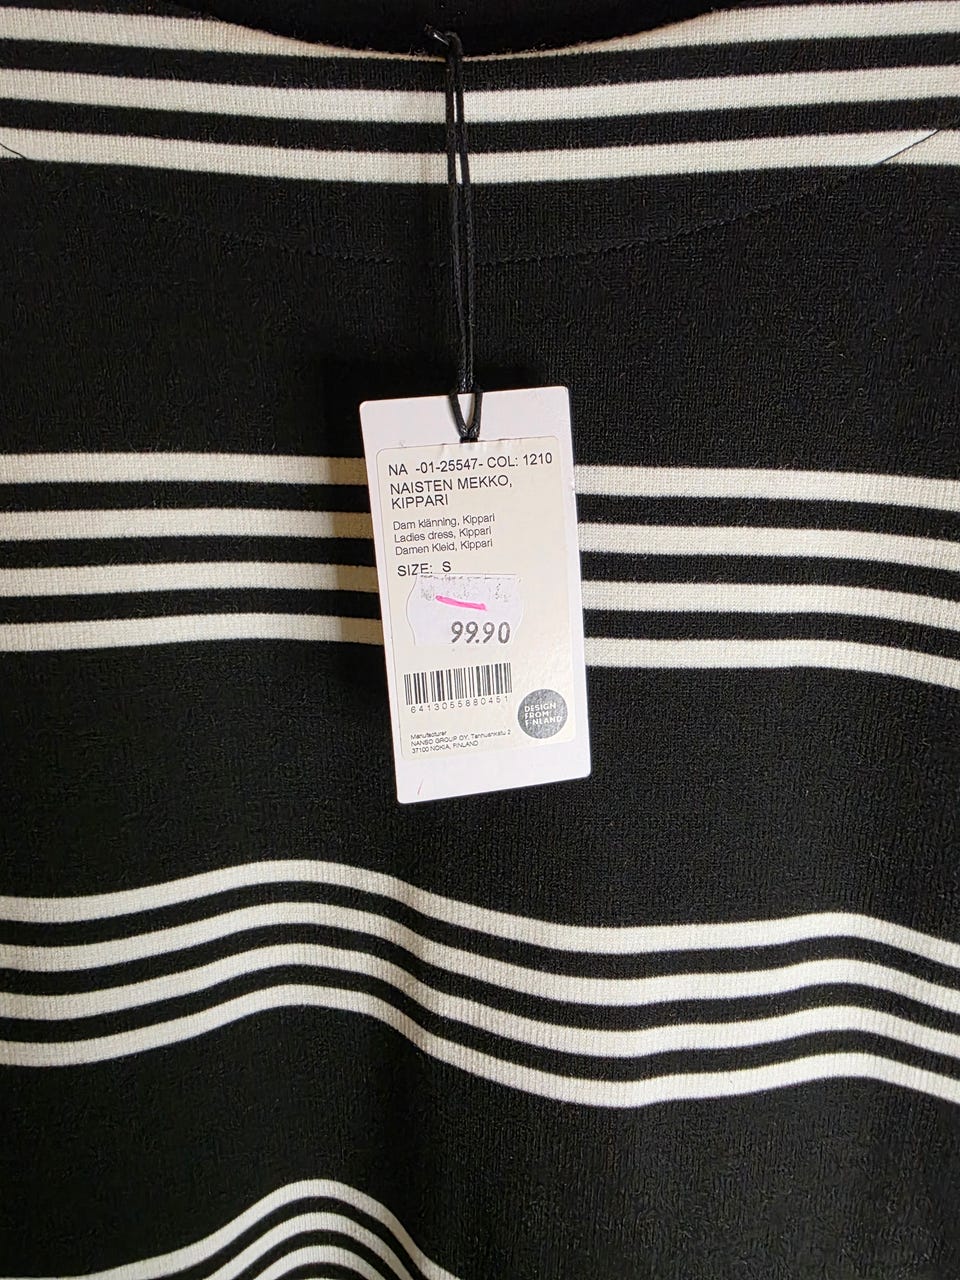 NA -01-25547- COL: 1210
NAISTEN MEKKO,
KIPPARI
Dam klänning, Kippari
Ladies dress, Kippari
Damen Kleid, Kippari
SIZE: S
99.90
6413055880451
DESIGN
FROM
FINLAND
Manufacturer
NANSO GROUP OY, Tanhuankatu 2
37100 NOKIA, FINLAND